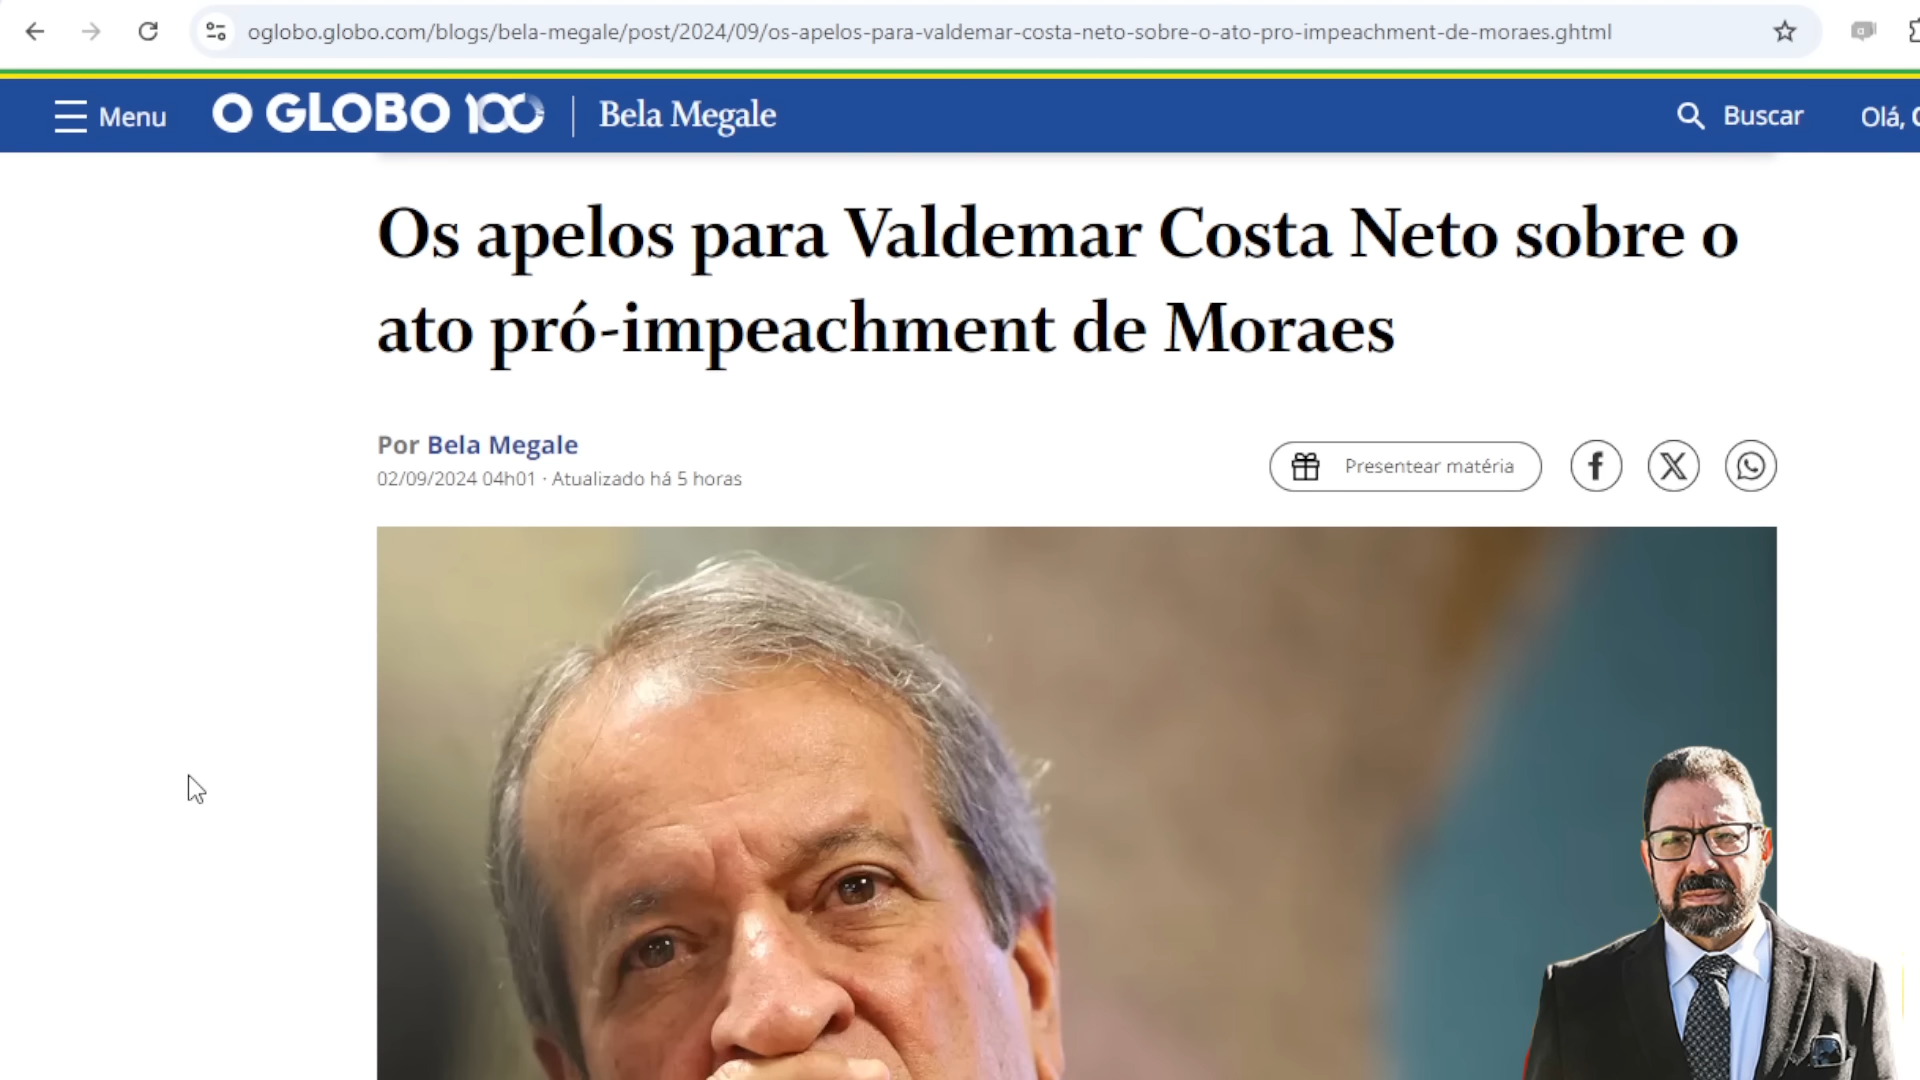 oglobo.globo.com/blogs/bela-megale/post/2024/09/os-apelos-para-valdemar-costa-neto-sobre-o-ato-pro-impeachment-de-moraes.ghtml
Menu O GLOBO 100 Bela Megale Buscar Olá,
Os apelos para Valdemar Costa Neto sobre o
ato pró-impeachment de Moraes
Por Bela Megale
02/09/2024 04h01 · Atualizado há 5 horas
Presentear matéria